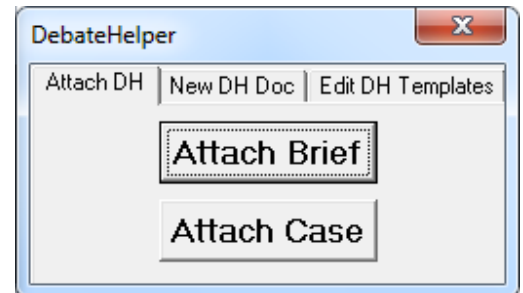 DebateHelper
Attach DH New DH Doc Edit DH Templates
Attach Brief
Attach Case